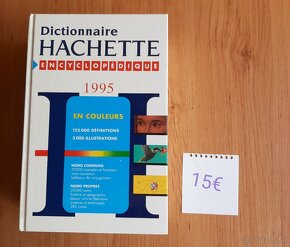 Dictionnaire
HACHETTE
ENCYCLOPÉDIQUE
1995
EN COULEURS
125 000 DÉFINITIONS
3 000 ILLUSTRATIONS
NOMS COMMUNS
NOMS PROPRES
15€